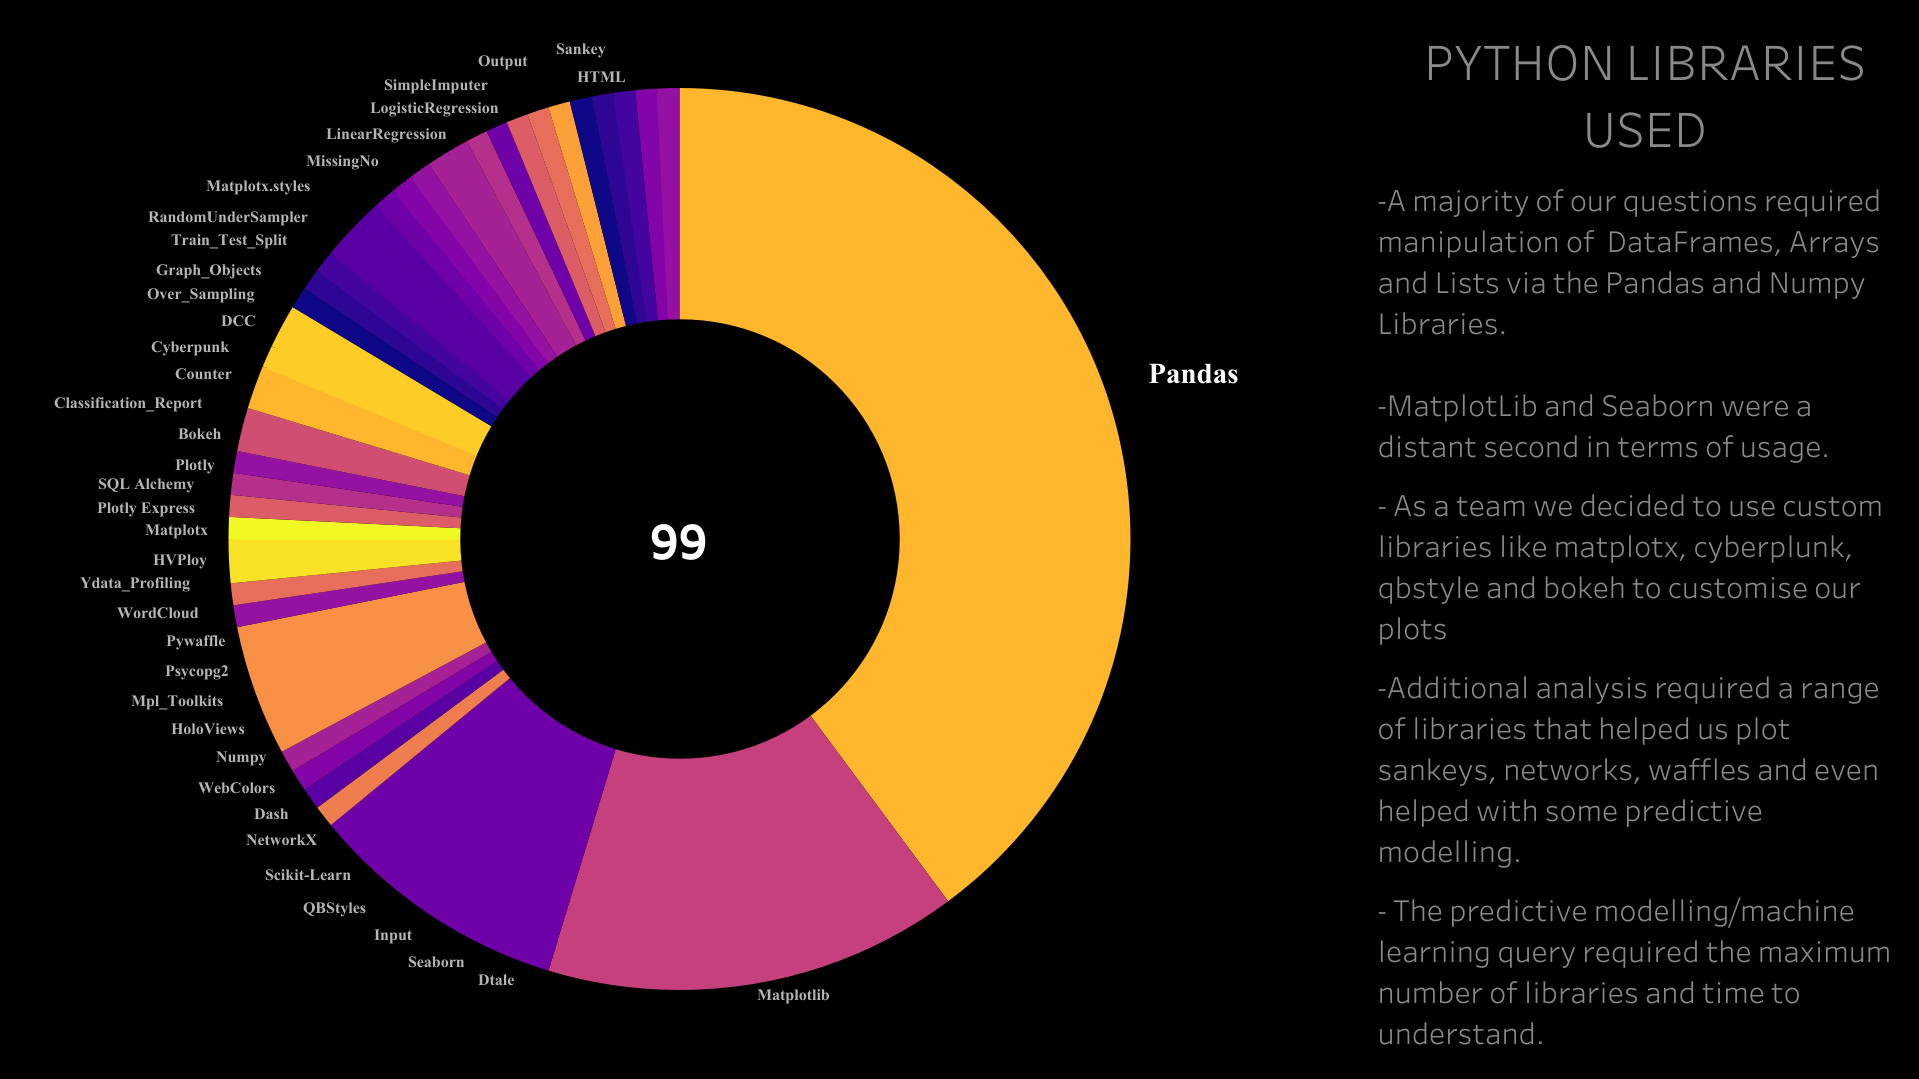 Sankey
Output
HTML
SimpleImputer
LogisticRegression
LinearRegression
MissingNo
Matplotx.styles
RandomUnderSampler
Train_Test_Split
Graph_Objects
Over_Sampling
DCC
Cyberpunk
Counter
Classification_Report
Bokeh
Plotly
SQL Alchemy
Plotly Express
Matplotx
HVPloy
Ydata_Profiling
WordCloud
Pywaffle
Psycopg2
Mpl_Toolkits
HoloViews
Numpy
WebColors
Dash
NetworkX
Scikit-Learn
QBStyles
Input
Seaborn
Dtale
Matplotlib
Pandas
99
PYTHON LIBRARIES
USED
-A majority of our questions required
manipulation of  DataFrames, Arrays
and Lists via the Pandas and Numpy
Libraries.
-MatplotLib and Seaborn were a
distant second in terms of usage.
- As a team we decided to use custom
libraries like matplotx, cyberplunk,
qbstyle and bokeh to customise our
plots
-Additional analysis required a range
of libraries that helped us plot
sankeys, networks, waffles and even
helped with some predictive
modelling.
- The predictive modelling/machine
learning query required the maximum
number of libraries and time to
understand.